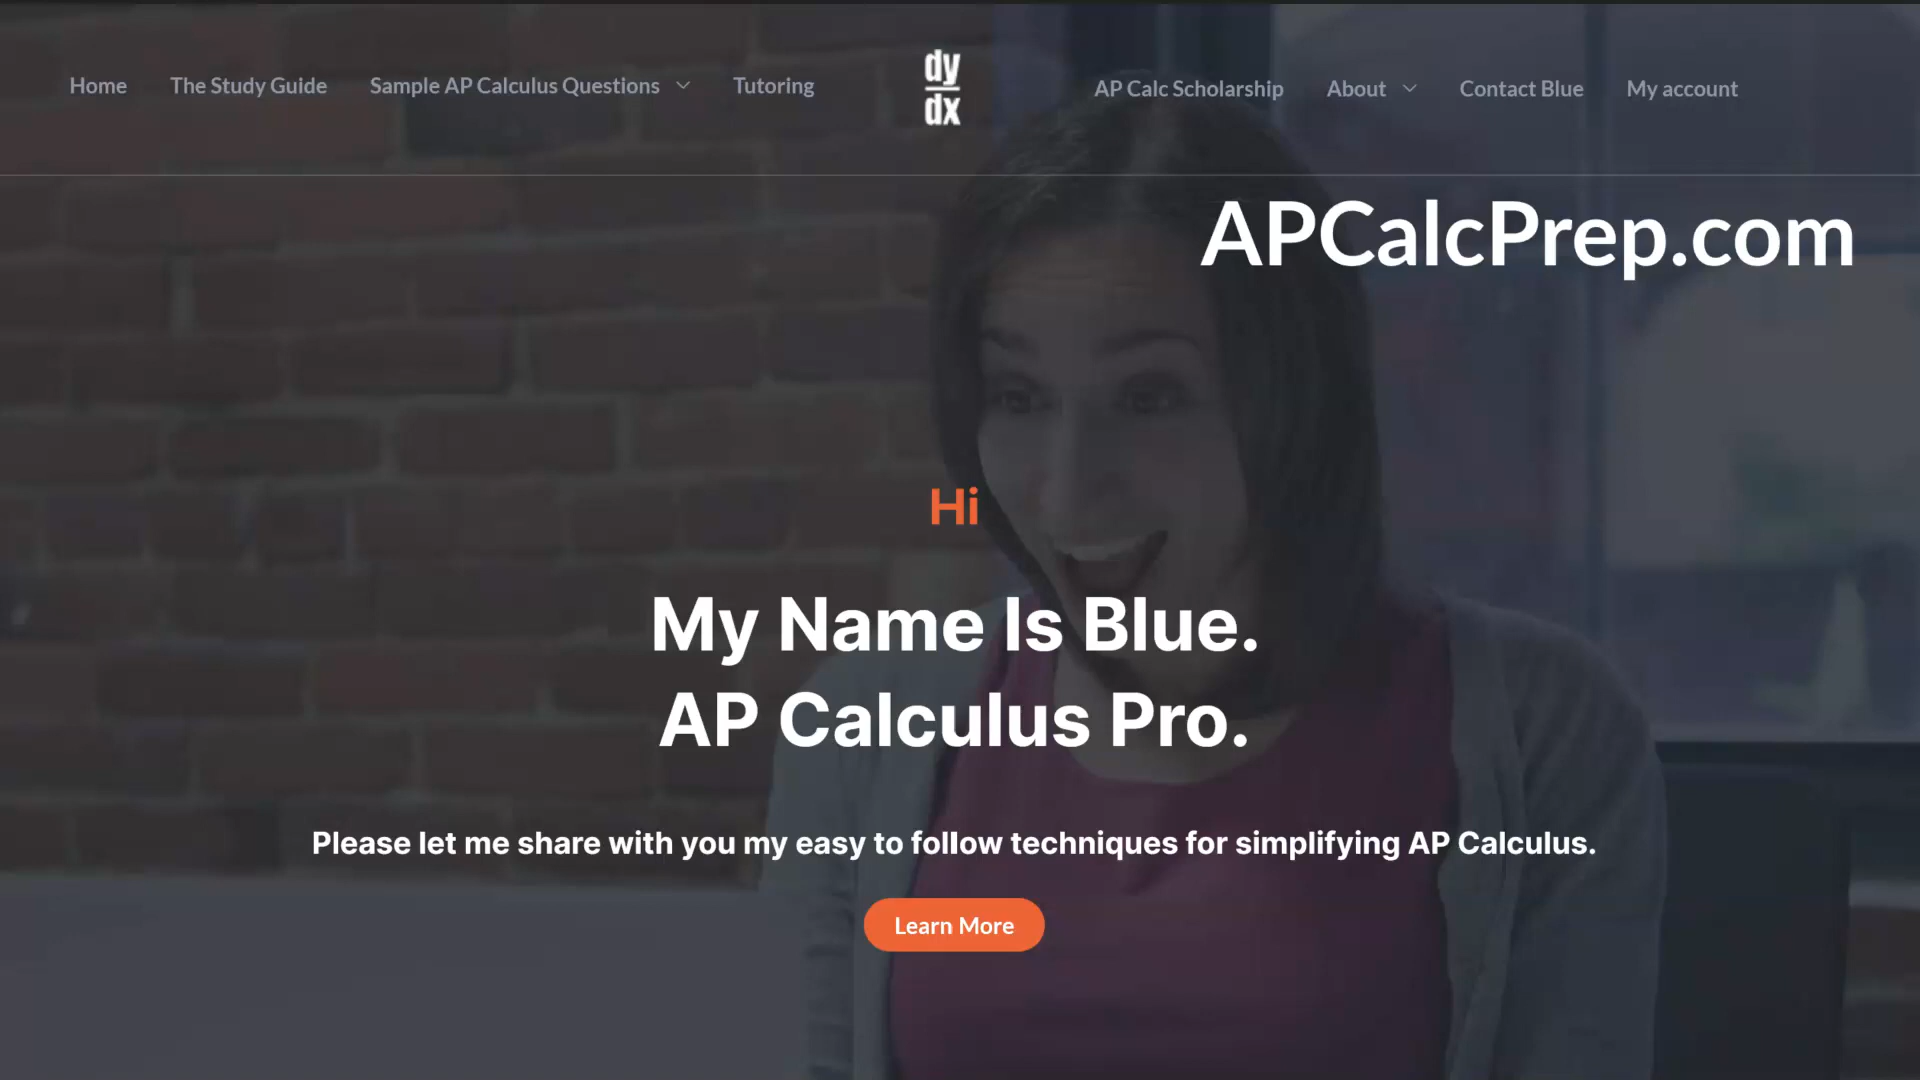 Home The Study Guide Sample AP Calculus Questions Tutoring
dy
dx
AP Calc Scholarship About Contact Blue My account
APCalcPrep.com
Hi
My Name Is Blue.
AP Calculus Pro.
Please let me share with you my easy to follow techniques for simplifying AP Calculus.
Learn More